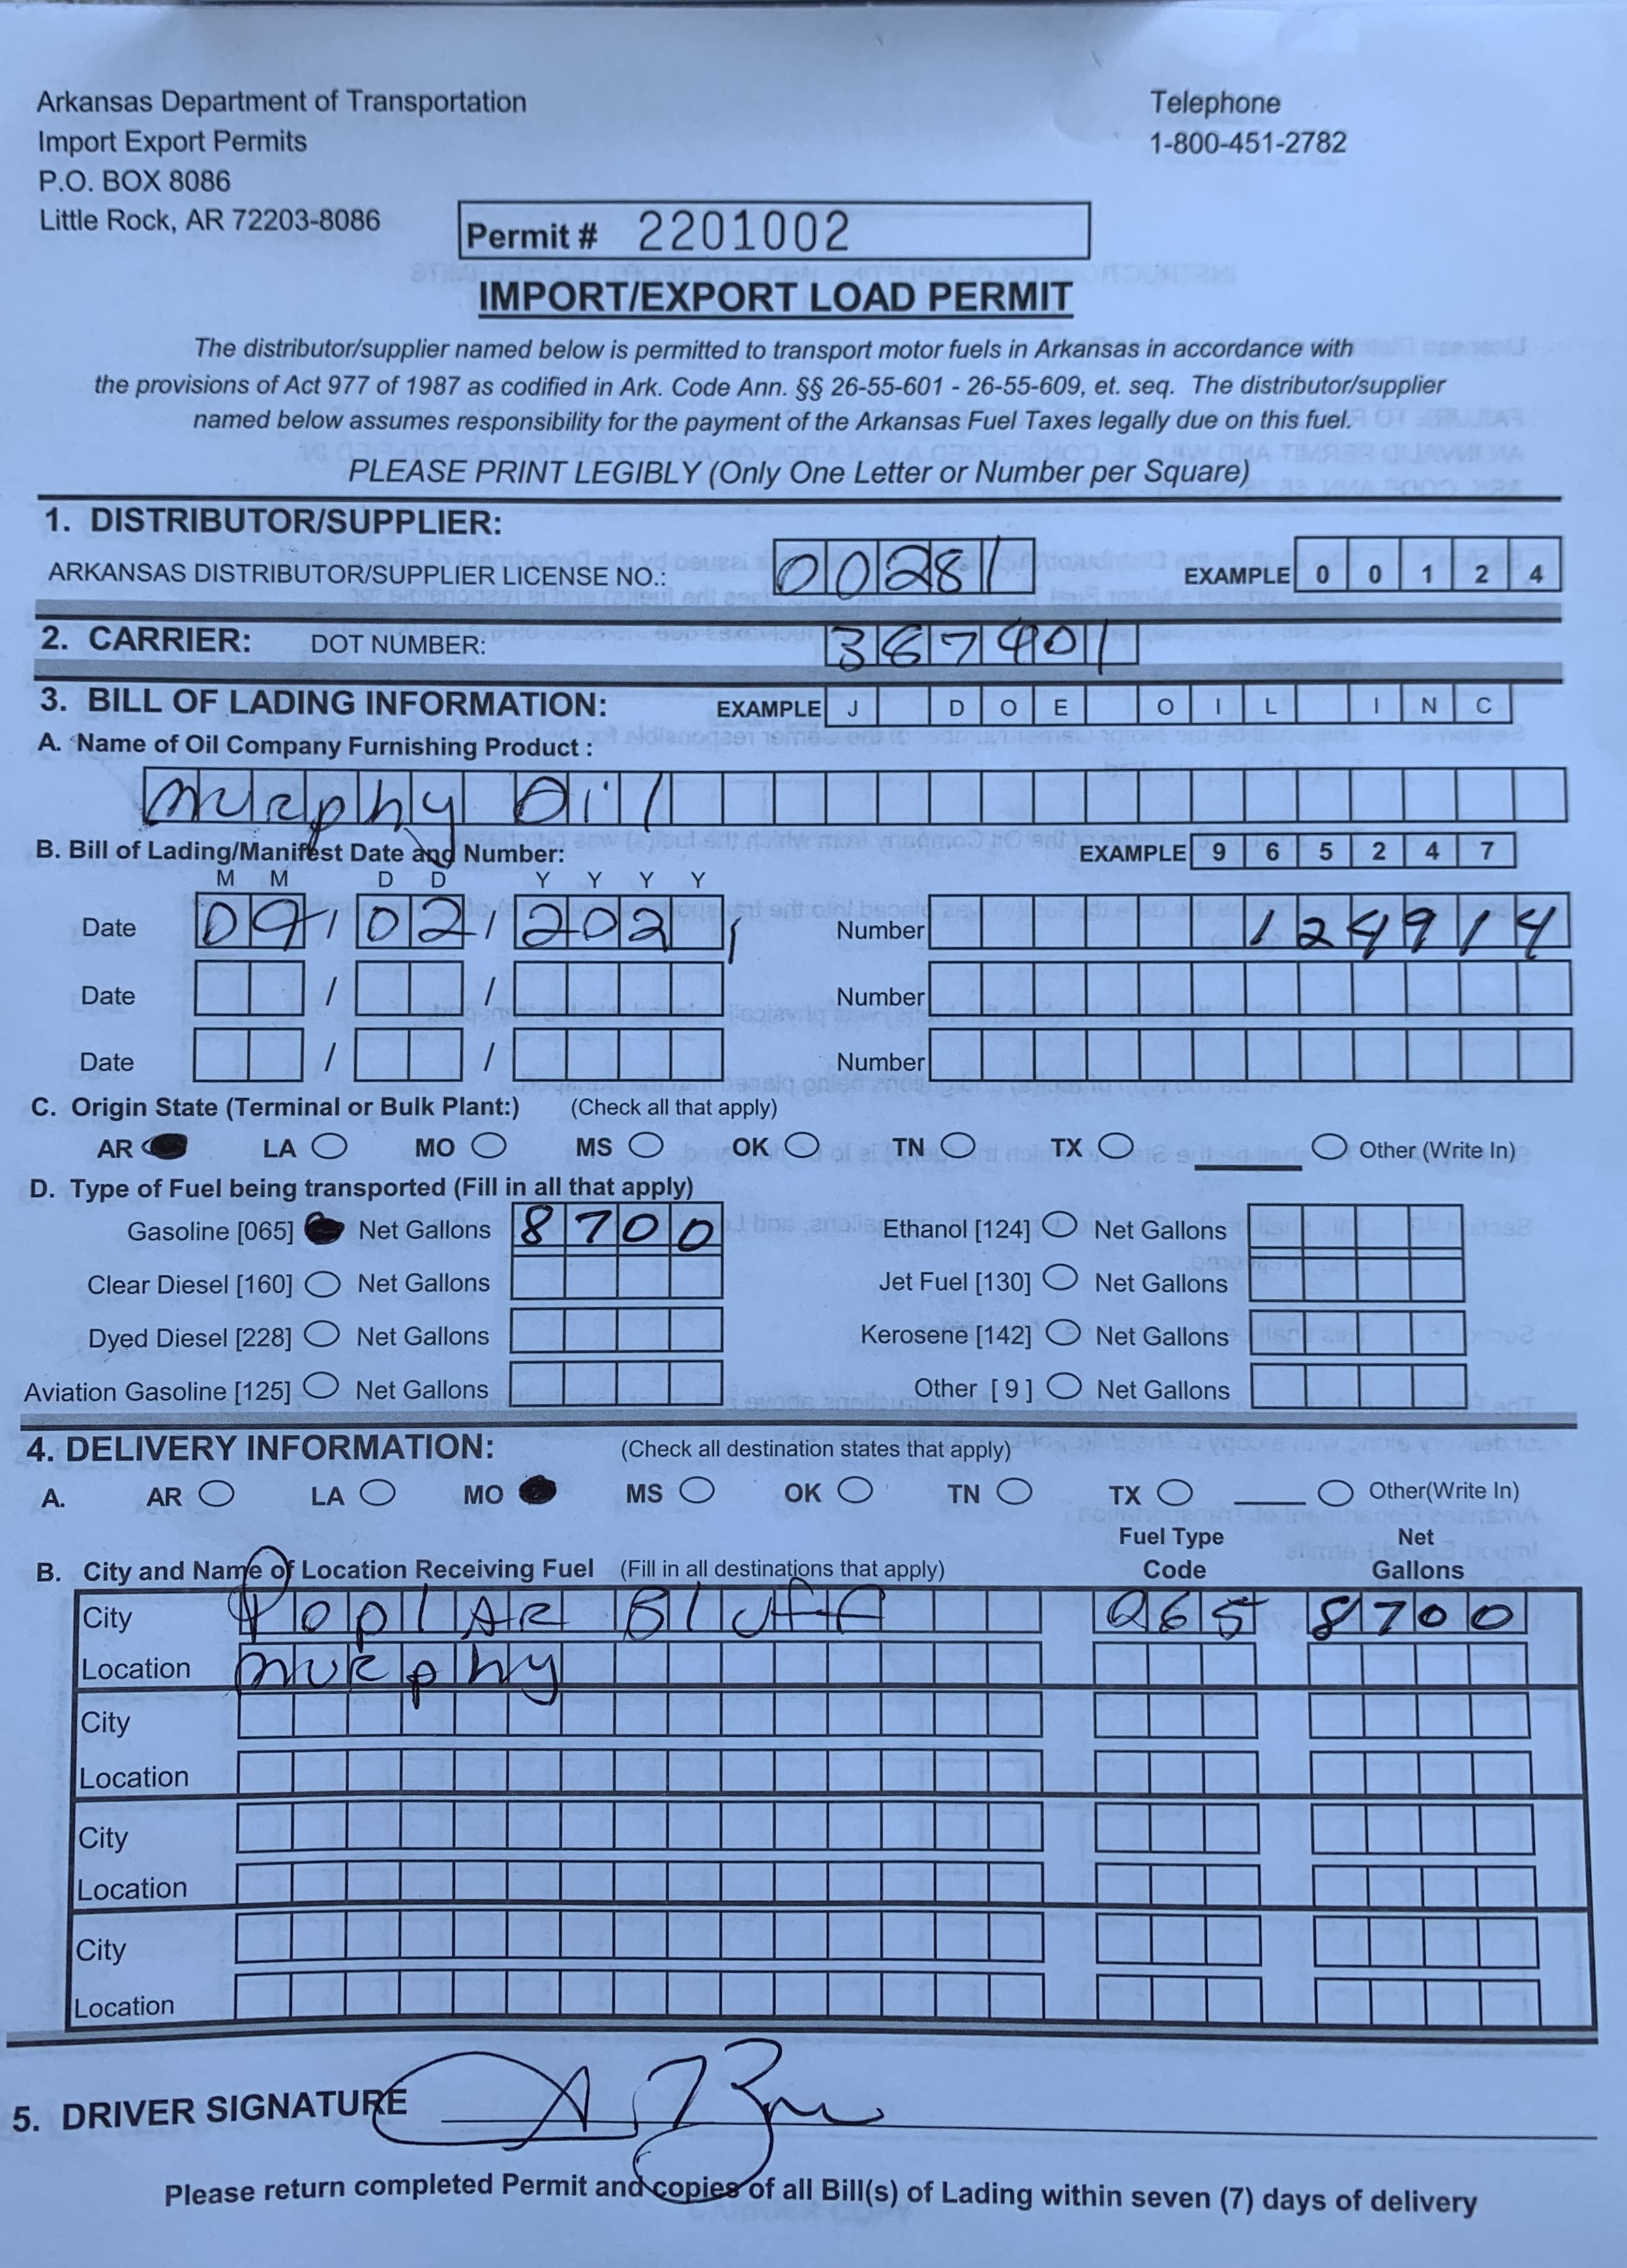 Arkansas Department of Transportation
Telephone
Import Export Permits
1-800-451-2782
P.O. BOX 8086
Little Rock, AR 72203-8086
Permit # 2201002
IMPORT/EXPORT LOAD PERMIT
The distributor/supplier named below is permitted to transport motor fuels in Arkansas in accordance with
the provisions of Act 977 of 1987 as codified in Ark. Code Ann. §§ 26-55-601 - 26-55-609, et. seq. The distributor/supplier
named below assumes responsibility for the payment of the Arkansas Fuel Taxes legally due on this fuel.
PLEASE PRINT LEGIBLY (Only One Letter or Number per Square)
1. DISTRIBUTOR/SUPPLIER:
ARKANSAS DISTRIBUTOR/SUPPLIER LICENSE NO.: 00281 EXAMPLE 0 0 1 2 4
2. CARRIER: DOT NUMBER: 387401
3. BILL OF LADING INFORMATION: EXAMPLE J DOE OIL INC
A. Name of Oil Company Furnishing Product :
Murphy Oil
B. Bill of Lading/Manifest Date and Number: EXAMPLE 9 6 5 2 4 7
M M D D Y Y Y Y
Date 09/02/2021 Number 124914
Date / / Number
Date / / Number
C. Origin State (Terminal or Bulk Plant:) (Check all that apply)
AR LA MO MS OK TN TX Other (Write In)
D. Type of Fuel being transported (Fill in all that apply)
Gasoline [065] Net Gallons 8700 Ethanol [124] Net Gallons
Clear Diesel [160] Net Gallons Jet Fuel [130] Net Gallons
Dyed Diesel [228] Net Gallons Kerosene [142] Net Gallons
Aviation Gasoline [125] Net Gallons Other [ 9 ] Net Gallons
4. DELIVERY INFORMATION: (Check all destination states that apply)
A. AR LA MO MS OK TN TX Other(Write In)
Fuel Type Net
B. City and Name of Location Receiving Fuel (Fill in all destinations that apply) Code Gallons
City Poplar Bluff 065 8700
Location Murphy
City
Location
City
Location
City
Location
5. DRIVER SIGNATURE
Please return completed Permit and copies of all Bill(s) of Lading within seven (7) days of delivery